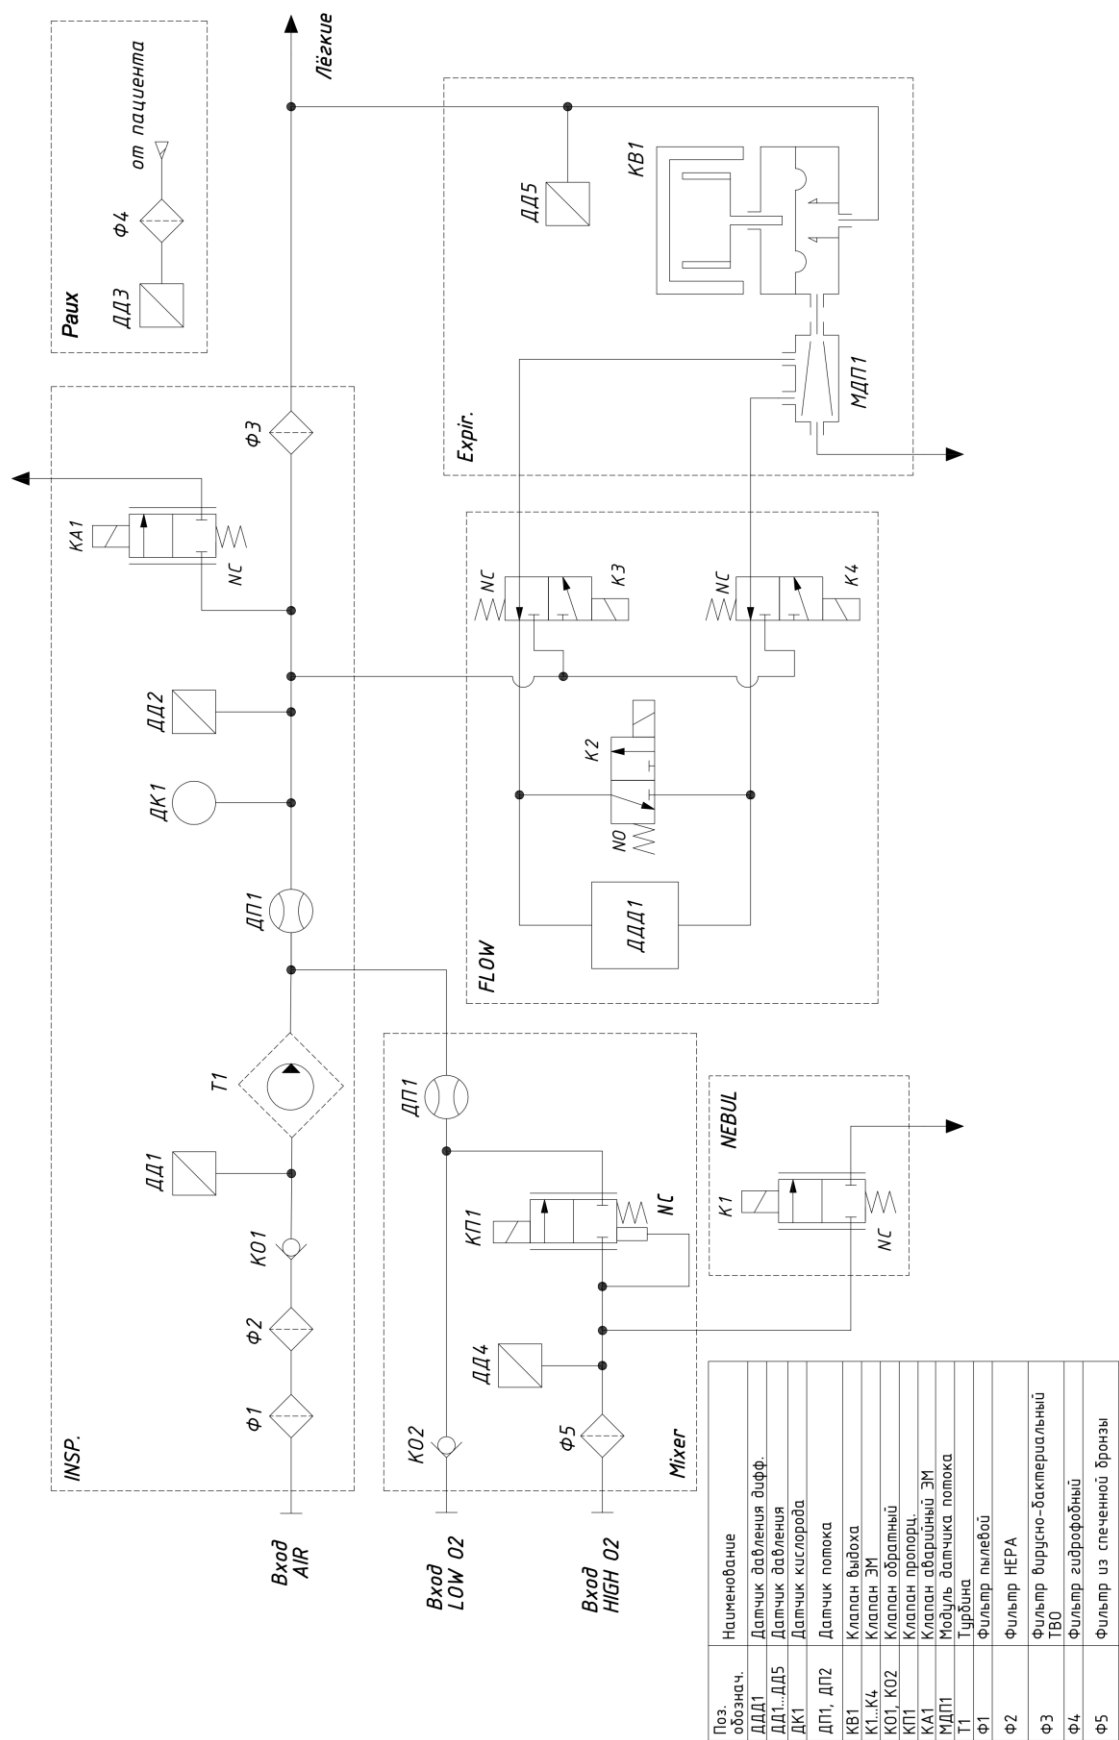 INSP.
Вход
AIR
Ф1
Ф2
КО1
ДД1
Т1
ДП1
ДК1
ДД2
КА1
NC
Ф3
Лёгкие
Paux
ДД3
Ф4
от пациента
Mixer
Вход
LOW O2
Вход
HIGH O2
КО2
Ф5
ДД4
КП1
NC
ДП1
NEBUL
К1
NC
FLOW
ДДД1
К2
NO
NC
К3
NC
К4
Expir.
ДД5
КВ1
МДП1
Поз.
обознач.
Наименование
ДДД1 Датчик давления дифф.
ДД1...ДД5 Датчик давления
ДК1 Датчик кислорода
ДП1, ДП2 Датчик потока
КВ1 Клапан выдоха
К1...К4 Клапан ЭМ
КО1, КО2 Клапан обратный
КП1 Клапан пропорц.
КА1 Клапан аварийный ЭМ
МДП1 Модуль датчика потока
Т1 Турбина
Ф1 Фильтр пылевой
Ф2 Фильтр HEPA
Ф3 Фильтр вирусно-бактериальный
ТВО
Ф4 Фильтр гидрофобный
Ф5 Фильтр из спеченной бронзы